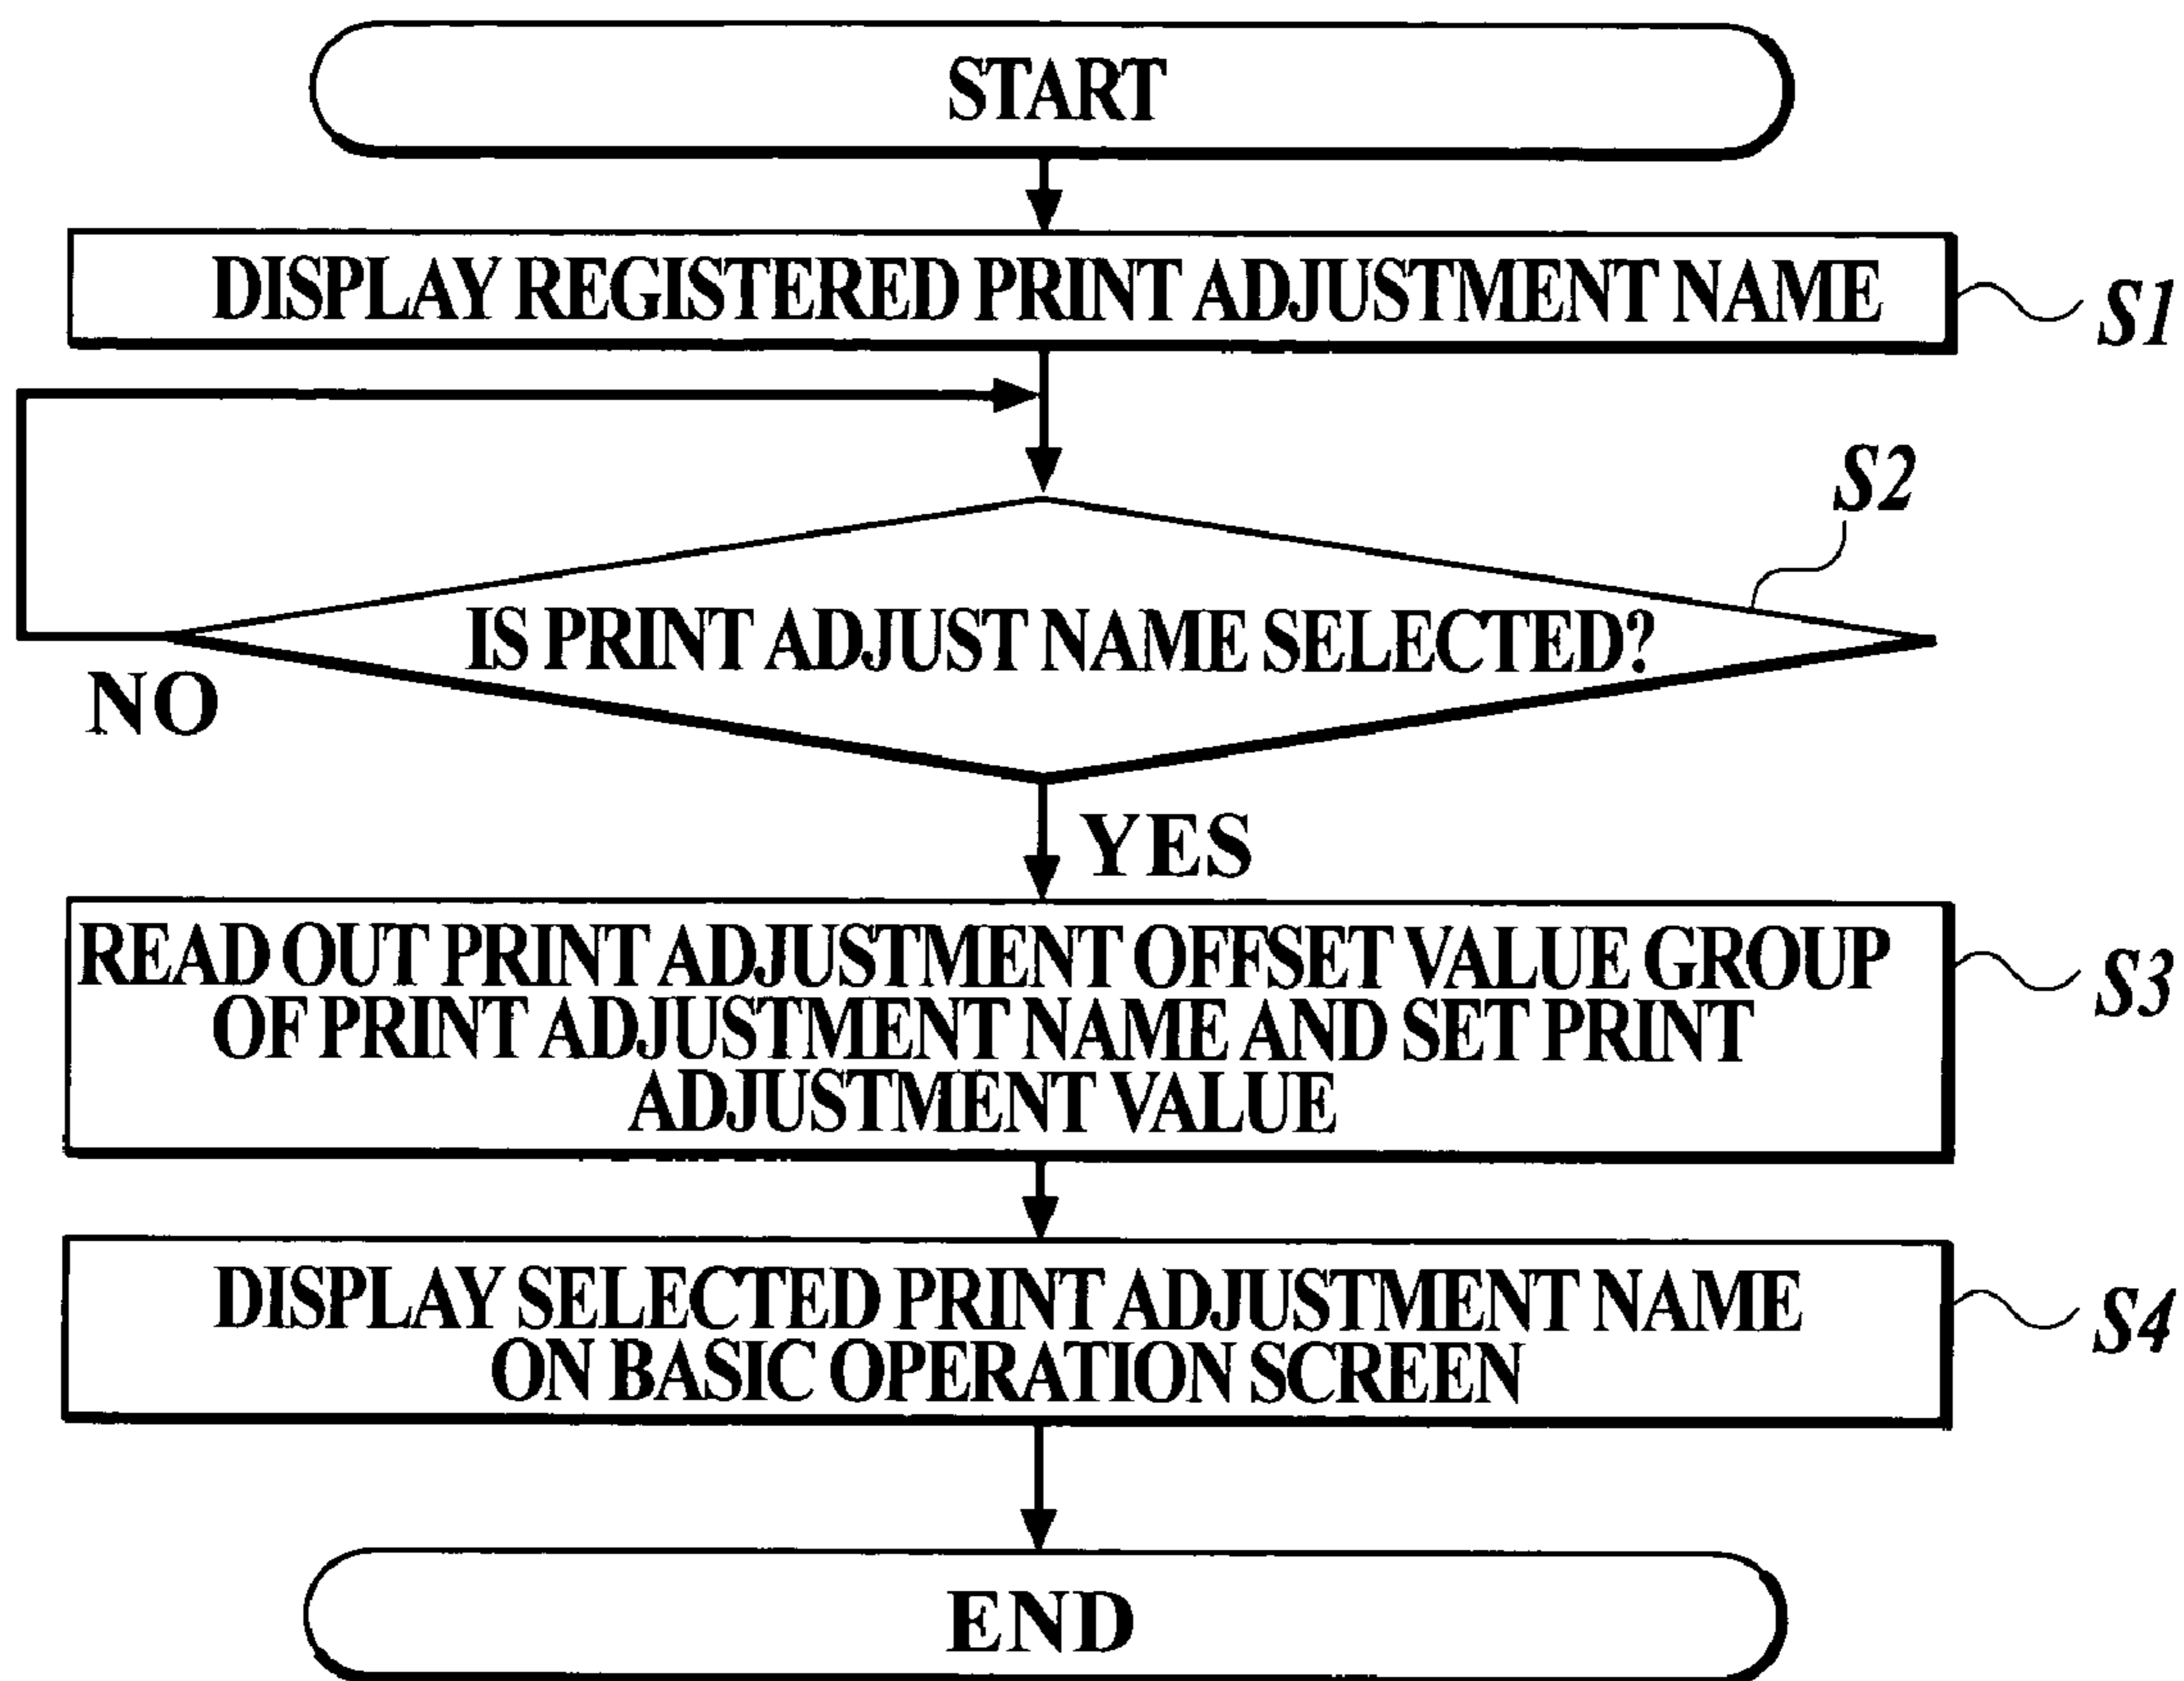 START
DISPLAY REGISTERED PRINT ADJUSTMENT NAME
S1
S2
IS PRINT ADJUST NAME SELECTED?
NO
YES
READ OUT PRINT ADJUSTMENT OFFSET VALUE GROUP
OF PRINT ADJUSTMENT NAME AND SET PRINT
ADJUSTMENT VALUE
S3
DISPLAY SELECTED PRINT ADJUSTMENT NAME
ON BASIC OPERATION SCREEN
S4
END